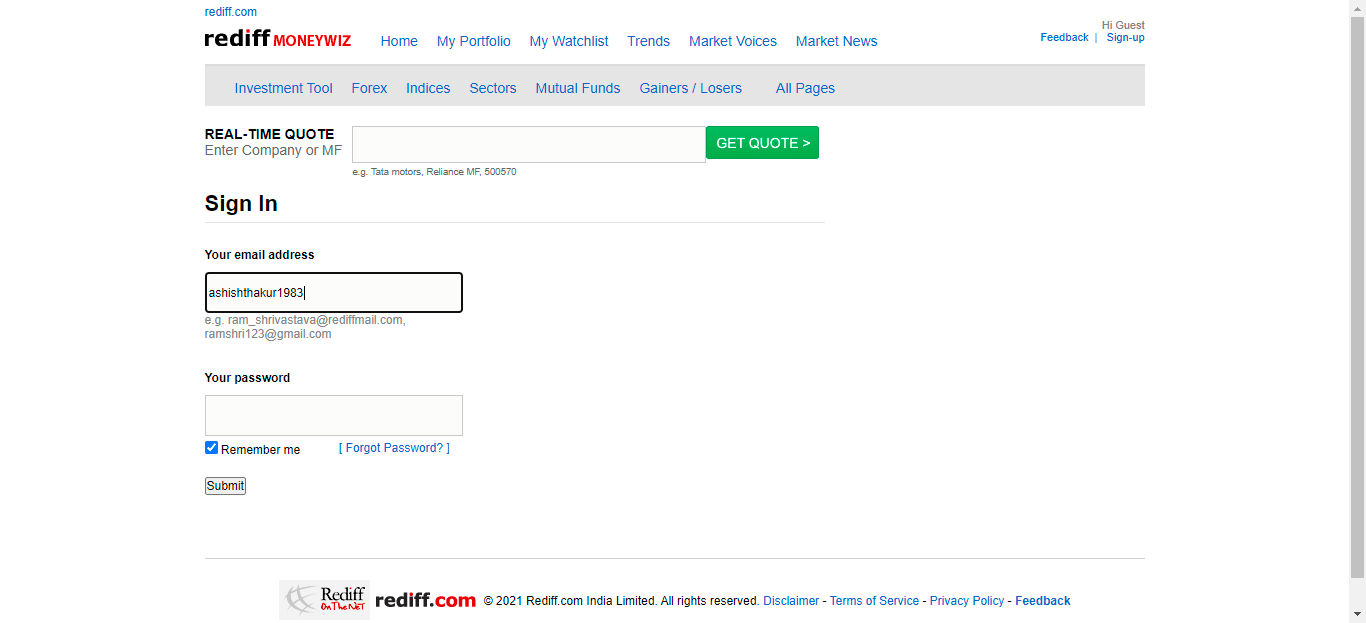 rediff.com
Hi Guest
rediff MONEYWIZ Home My Portfolio My Watchlist Trends Market Voices Market News Feedback | Sign-up
Investment Tool Forex Indices Sectors Mutual Funds Gainers / Losers All Pages
REAL-TIME QUOTE
Enter Company or MF GET QUOTE >
e.g. Tata motors, Reliance MF, 500570
Sign In
Your email address
ashishthakur1983
e.g. ram_shrivastava@rediffmail.com,
ramshri123@gmail.com
Your password
Remember me [ Forgot Password? ]
Submit
Rediff
On The NeT
rediff.com © 2021 Rediff.com India Limited. All rights reserved. Disclaimer - Terms of Service - Privacy Policy - Feedback